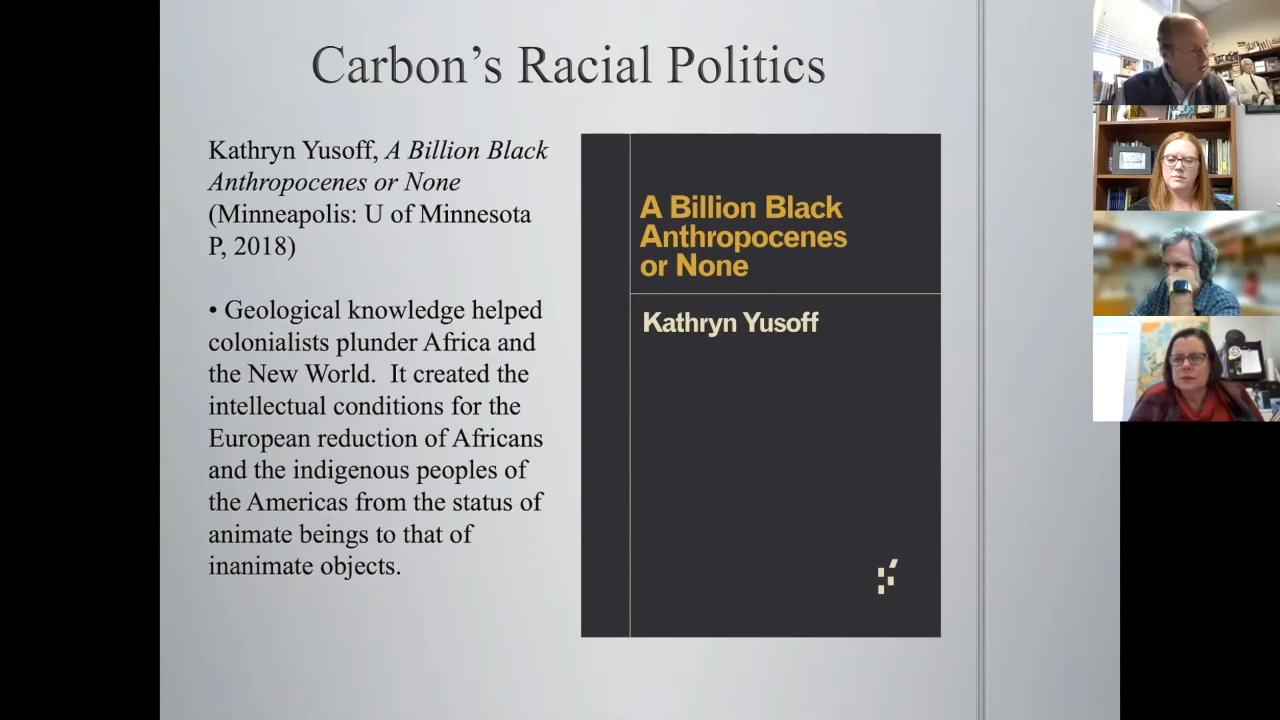 Carbon’s Racial Politics
Kathryn Yusoff, A Billion Black
Anthropocenes or None
(Minneapolis: U of Minnesota
P, 2018)
• Geological knowledge helped
colonialists plunder Africa and
the New World.  It created the
intellectual conditions for the
European reduction of Africans
and the indigenous peoples of
the Americas from the status of
animate beings to that of
inanimate objects.
A Billion Black
Anthropocenes
or None
Kathryn Yusoff